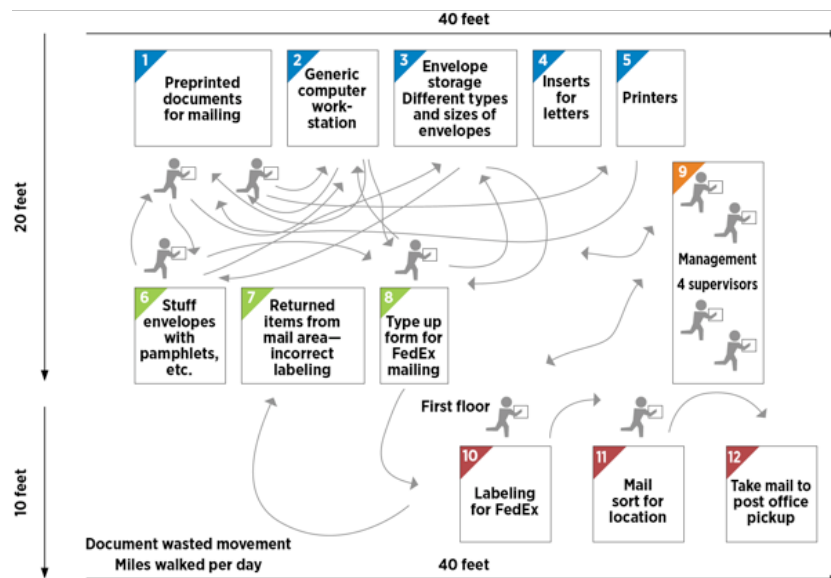 40 feet
1
Preprinted
documents
for mailing
2
Generic
computer
work-
station
3
Envelope
storage
Different types
and sizes of
envelopes
4
Inserts
for
letters
5
Printers
20 feet
9
Management
4 supervisors
6
Stuff
envelopes
with
pamphlets,
etc.
7
Returned
items from
mail area—
incorrect
labeling
8
Type up
form for
FedEx
mailing
First floor
10 feet
10
Labeling
for FedEx
11
Mail
sort for
location
12
Take mail to
post office
pickup
Document wasted movement
Miles walked per day
40 feet